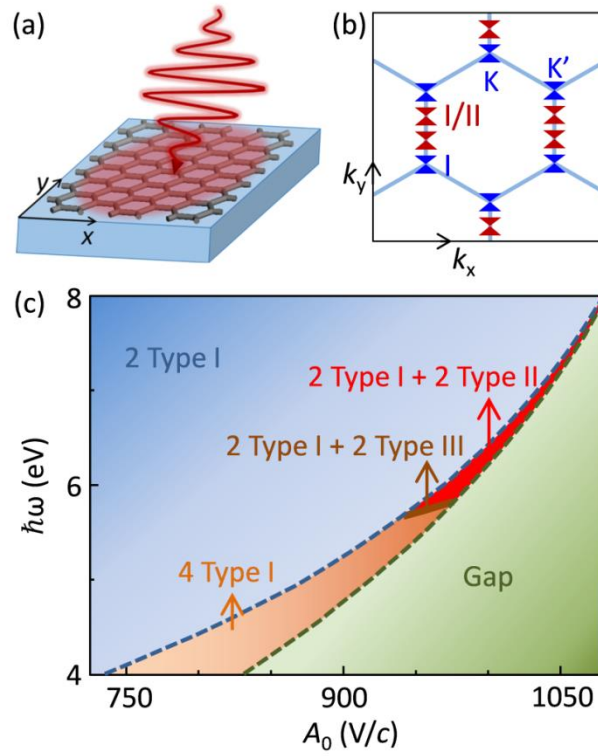 (a)
y
x
(b)
K
K'
I/II
I
k_y
k_x
(c)
8
6
4
ħω (eV)
2 Type I
2 Type I + 2 Type II
2 Type I + 2 Type III
4 Type I
Gap
750
900
1050
A_0 (V/c)